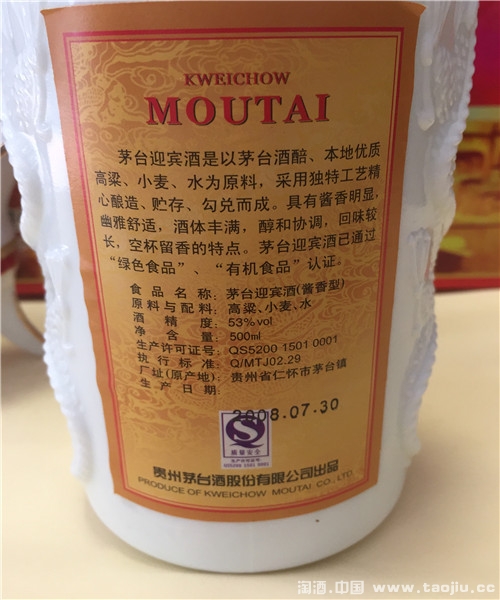 KWEICHOW
MOUTAI
茅台迎宾酒是以茅台酒醅、本地优质
高粱、小麦、水为原料，采用独特工艺精
心酿造、贮存、勾兑而成。具有酱香明显，
幽雅舒适，酒体丰满，醇和协调，回味较
长，空杯留香的特点。茅台迎宾酒已通过
“绿色食品”、“有机食品”认证。
食品名称：茅台迎宾酒(酱香型)
原料与配料：高粱、小麦、水
酒精度：53%vol
净含量：500ml
生产许可证号：QS5200 1501 0001
执行标准：Q/MTJ02.29
厂址(原产地)：贵州省仁怀市茅台镇
生产日期：
2008.07.30
质量安全
贵州茅台酒股份有限公司出品
PRODUCE OF KWEICHOW MOUTAI CO., LTD.
淘酒.中国 www.taojiu.cc